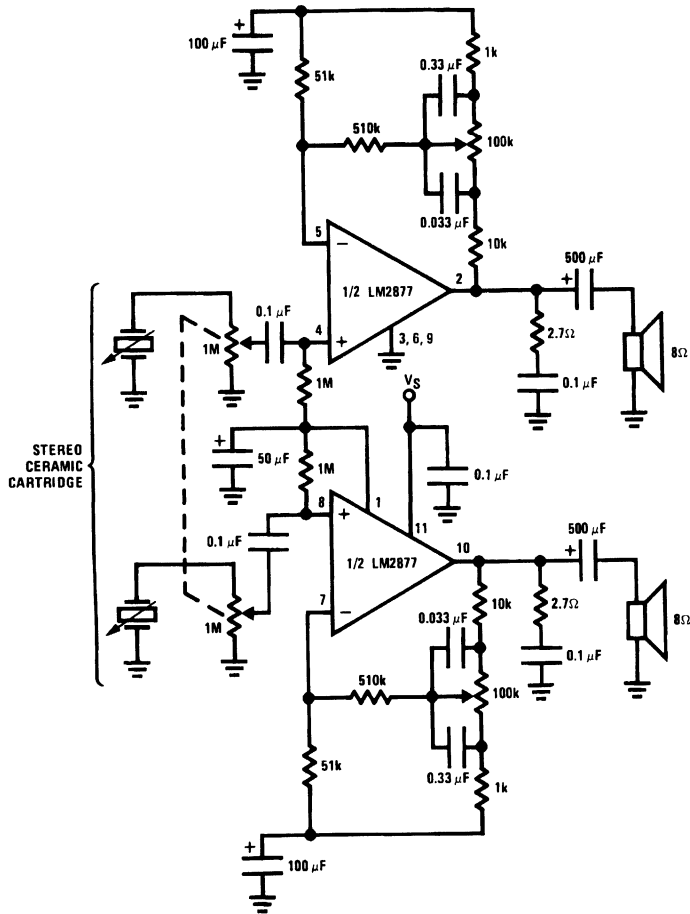 100 µF
+
51k
0.33 µF
1k
510k
100k
0.033 µF
10k
5
−
1/2 LM2877
2
+
500 µF
4
+
3, 6, 9
2.7Ω
0.1 µF
8Ω
1M
0.1 µF
1M
V_S
STEREO
CERAMIC
CARTRIDGE
+
50 µF
1M
1
0.1 µF
8
+
11
0.1 µF
1/2 LM2877
10
+
500 µF
7
−
1M
10k
2.7Ω
0.033 µF
0.1 µF
8Ω
510k
100k
51k
0.33 µF
1k
+
100 µF